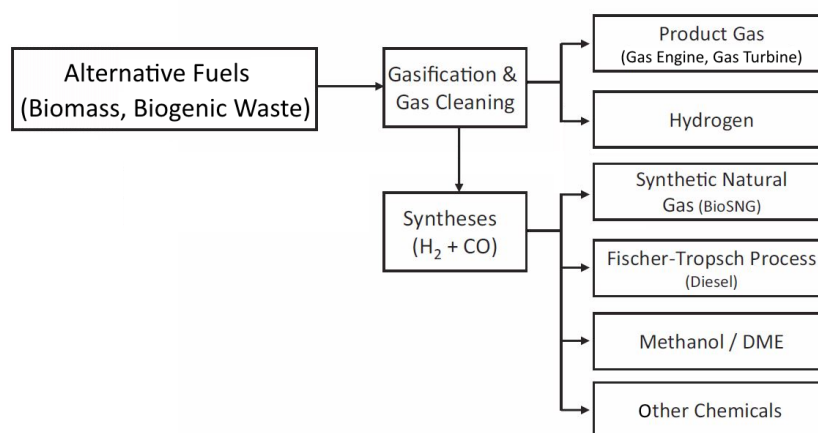 Alternative Fuels
(Biomass, Biogenic Waste)
Gasification &
Gas Cleaning
Product Gas
(Gas Engine, Gas Turbine)
Hydrogen
Syntheses
(H₂ + CO)
Synthetic Natural
Gas (BioSNG)
Fischer-Tropsch Process
(Diesel)
Methanol / DME
Other Chemicals